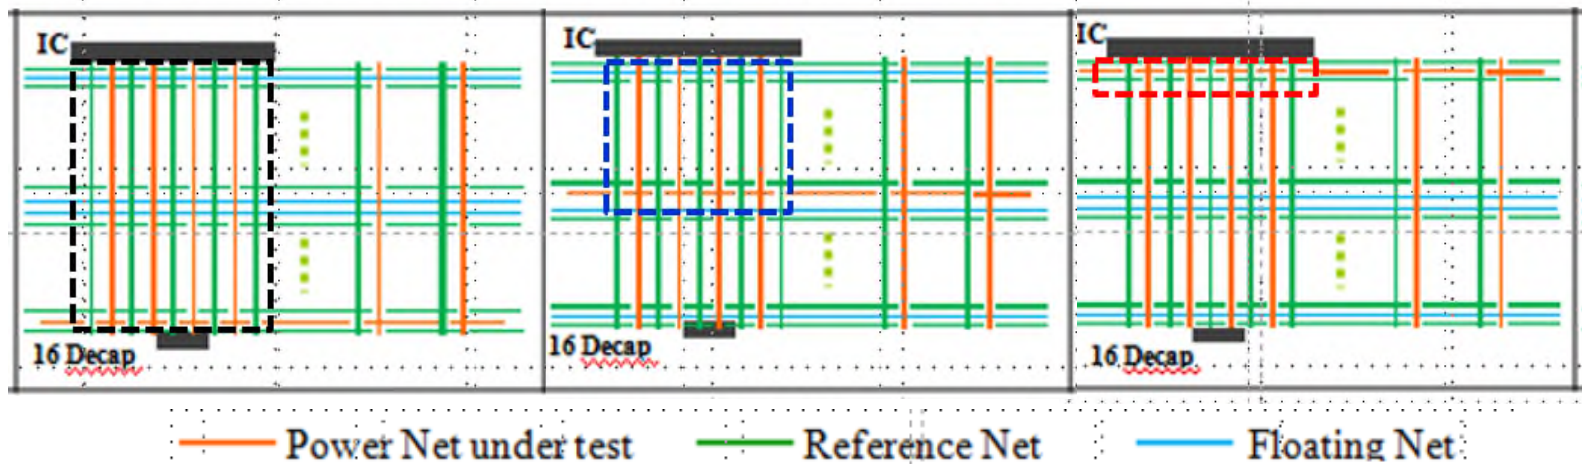 IC
IC
IC
16 Decap
16 Decap
16 Decap
Power Net under test
Reference Net
Floating Net